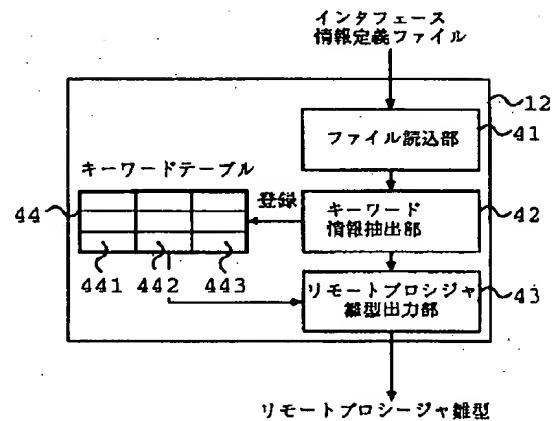 インタフェース
情報定義ファイル
12
ファイル読込部
41
キーワードテーブル
44
登録
キーワード
情報抽出部
42
441 442 443
リモートプロシジャ
雛型出力部
43
リモートプロシージャ雛型